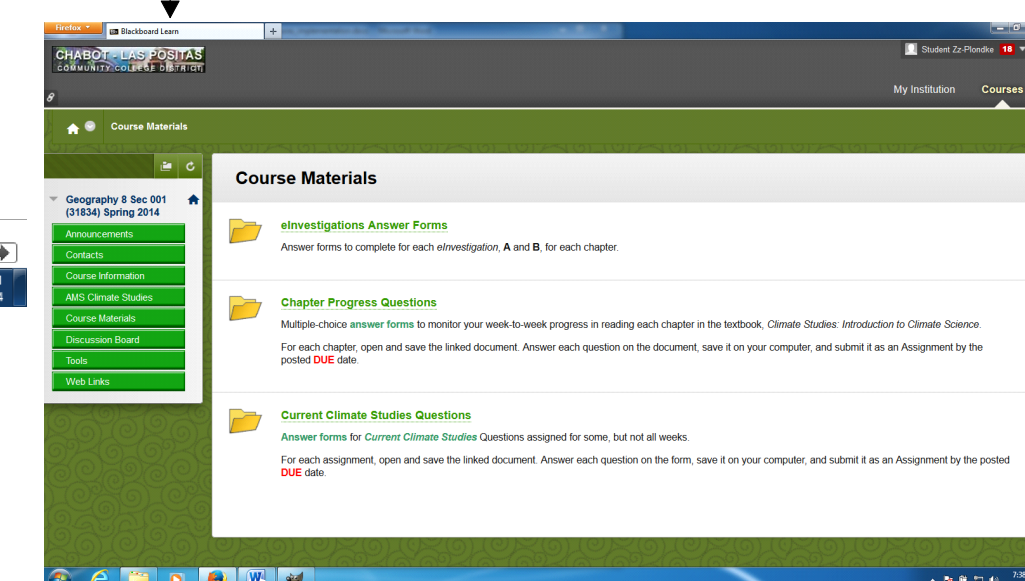 Firefox
Blackboard Learn
+
CHABOT - LAS POSITAS
COMMUNITY COLLEGE DISTRICT
Student Zz-Plondke 18
My Institution Courses
Course Materials
Geography 8 Sec 001
(31834) Spring 2014
Announcements
Contacts
Course Information
AMS Climate Studies
Course Materials
Discussion Board
Tools
Web Links
Course Materials
eInvestigations Answer Forms
Answer forms to complete for each eInvestigation, A and B, for each chapter.
Chapter Progress Questions
Multiple-choice answer forms to monitor your week-to-week progress in reading each chapter in the textbook, Climate Studies: Introduction to Climate Science.
For each chapter, open and save the linked document. Answer each question on the document, save it on your computer, and submit it as an Assignment by the
posted DUE date.
Current Climate Studies Questions
Answer forms for Current Climate Studies Questions assigned for some, but not all weeks.
For each assignment, open and save the linked document. Answer each question on the form, save it on your computer, and submit it as an Assignment by the posted
DUE date.